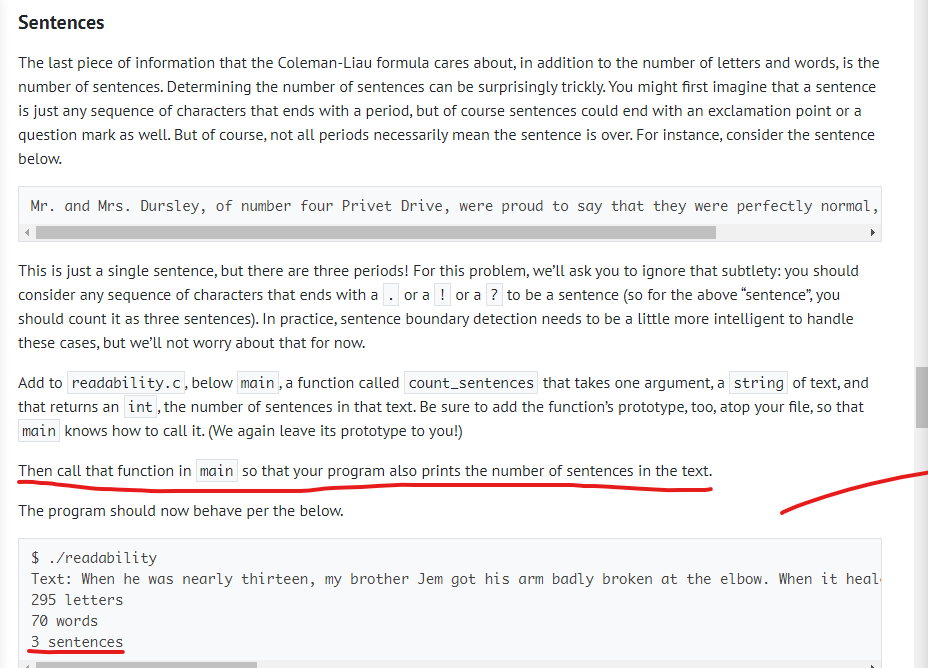 Sentences
The last piece of information that the Coleman-Liau formula cares about, in addition to the number of letters and words, is the
number of sentences. Determining the number of sentences can be surprisingly trickly. You might first imagine that a sentence
is just any sequence of characters that ends with a period, but of course sentences could end with an exclamation point or a
question mark as well. But of course, not all periods necessarily mean the sentence is over. For instance, consider the sentence
below.
Mr. and Mrs. Dursley, of number four Privet Drive, were proud to say that they were perfectly normal,
This is just a single sentence, but there are three periods! For this problem, we’ll ask you to ignore that subtlety: you should
consider any sequence of characters that ends with a . or a ! or a ? to be a sentence (so for the above “sentence”, you
should count it as three sentences). In practice, sentence boundary detection needs to be a little more intelligent to handle
these cases, but we’ll not worry about that for now.
Add to readability.c, below main, a function called count_sentences that takes one argument, a string of text, and
that returns an int, the number of sentences in that text. Be sure to add the function’s prototype, too, atop your file, so that
main knows how to call it. (We again leave its prototype to you!)
Then call that function in main so that your program also prints the number of sentences in the text.
The program should now behave per the below.
$ ./readability
Text: When he was nearly thirteen, my brother Jem got his arm badly broken at the elbow. When it heal
295 letters
70 words
3 sentences